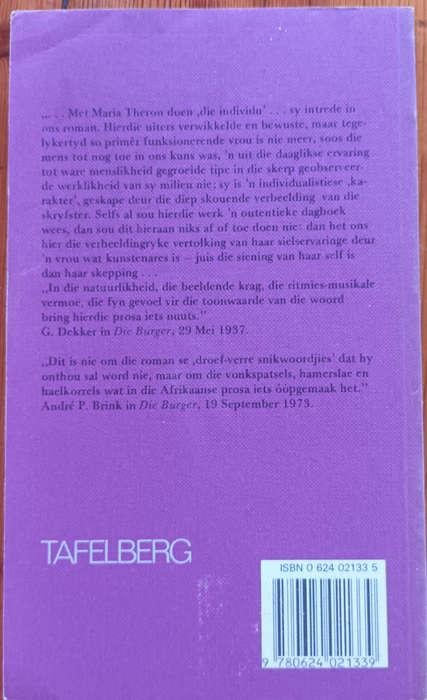 „. . . Met Maria Theron doen ‚die individu’ . . . sy intrede in
ons roman. Hierdie uiters verwikkelde en bewuste, maar tege-
lykertyd so primêr funksionerende vrou is nie meer, soos die
mens tot nog toe in ons kuns was, ’n uit die daaglikse ervaring
tot ware menslikheid gegroeide tipe in die skerp geobserveer-
de werklikheid van sy milieu nie; sy is ’n individualistiese ‚ka-
rakter’, geskape deur die diep skouende verbeelding van die
skryfster. Selfs al sou hierdie werk ’n outentieke dagboek
wees, dan sou dit hieraan niks af of toe doen nie: dan het ons
hier die verbeeldingryke vertolking van haar sielservaringe deur
’n vrou wat kunstenares is — juis die siening van haar self is
dan haar skepping . . .
„In die natuurlikheid, die beeldende krag, die ritmies-musikale
vermoë, die fyn gevoel vir die toonwaarde van die woord
bring hierdie prosa iets nuuts.”
G. Dekker in Die Burger, 29 Mei 1937.
„Dit is nie om die roman se ‚droef-verre snikwoordjies’ dat hy
onthou sal word nie, maar om die vonkspatsels, hamerslae en
haelkorrels wat in die Afrikaanse prosa iets óópgemaak het.”
André P. Brink in Die Burger, 19 September 1973.
TAFELBERG
ISBN 0 624 02133 5
9 780624 021339